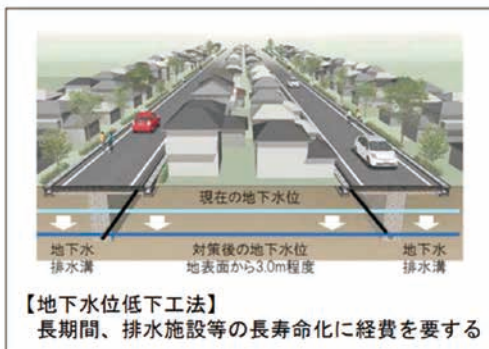 現在の地下水位
地下水
排水溝
対策後の地下水位
地表面から3.0m程度
地下水
排水溝
【地下水位低下工法】
長期間、排水施設等の長寿命化に経費を要する